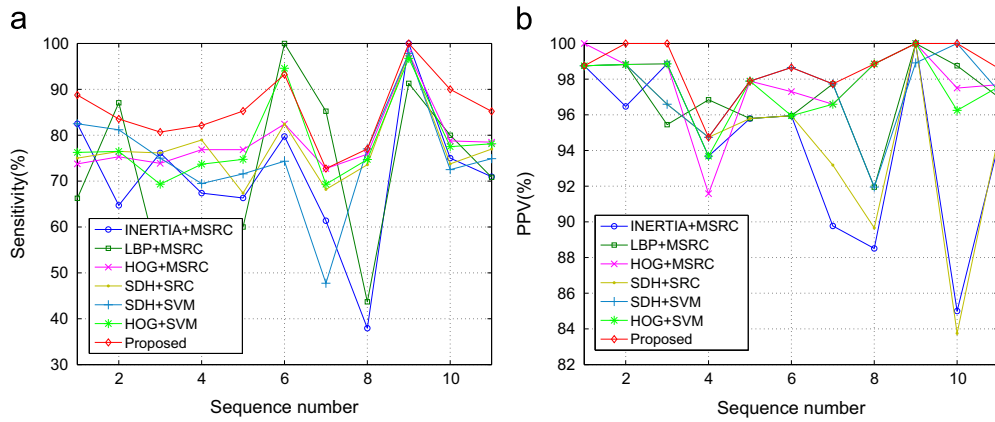 a
Sensitivity(%)
100
90
80
70
60
50
40
30
2
4
6
8
10
Sequence number
INERTIA+MSRC
LBP+MSRC
HOG+MSRC
SDH+SRC
SDH+SVM
HOG+SVM
Proposed
b
PPV(%)
100
98
96
94
92
90
88
86
84
82
2
4
6
8
10
Sequence number
INERTIA+MSRC
LBP+MSRC
HOG+MSRC
SDH+SRC
SDH+SVM
HOG+SVM
Proposed